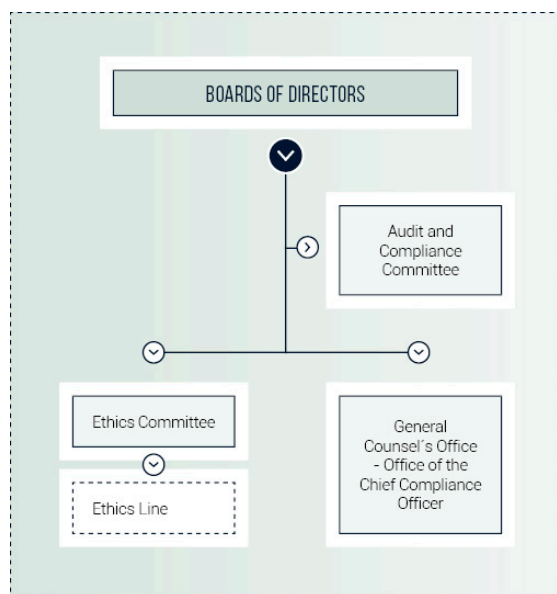 BOARDS OF DIRECTORS
Audit and
Compliance
Committee
Ethics Committee
Ethics Line
General
Counsel´s Office
- Office of the
Chief Compliance
Officer